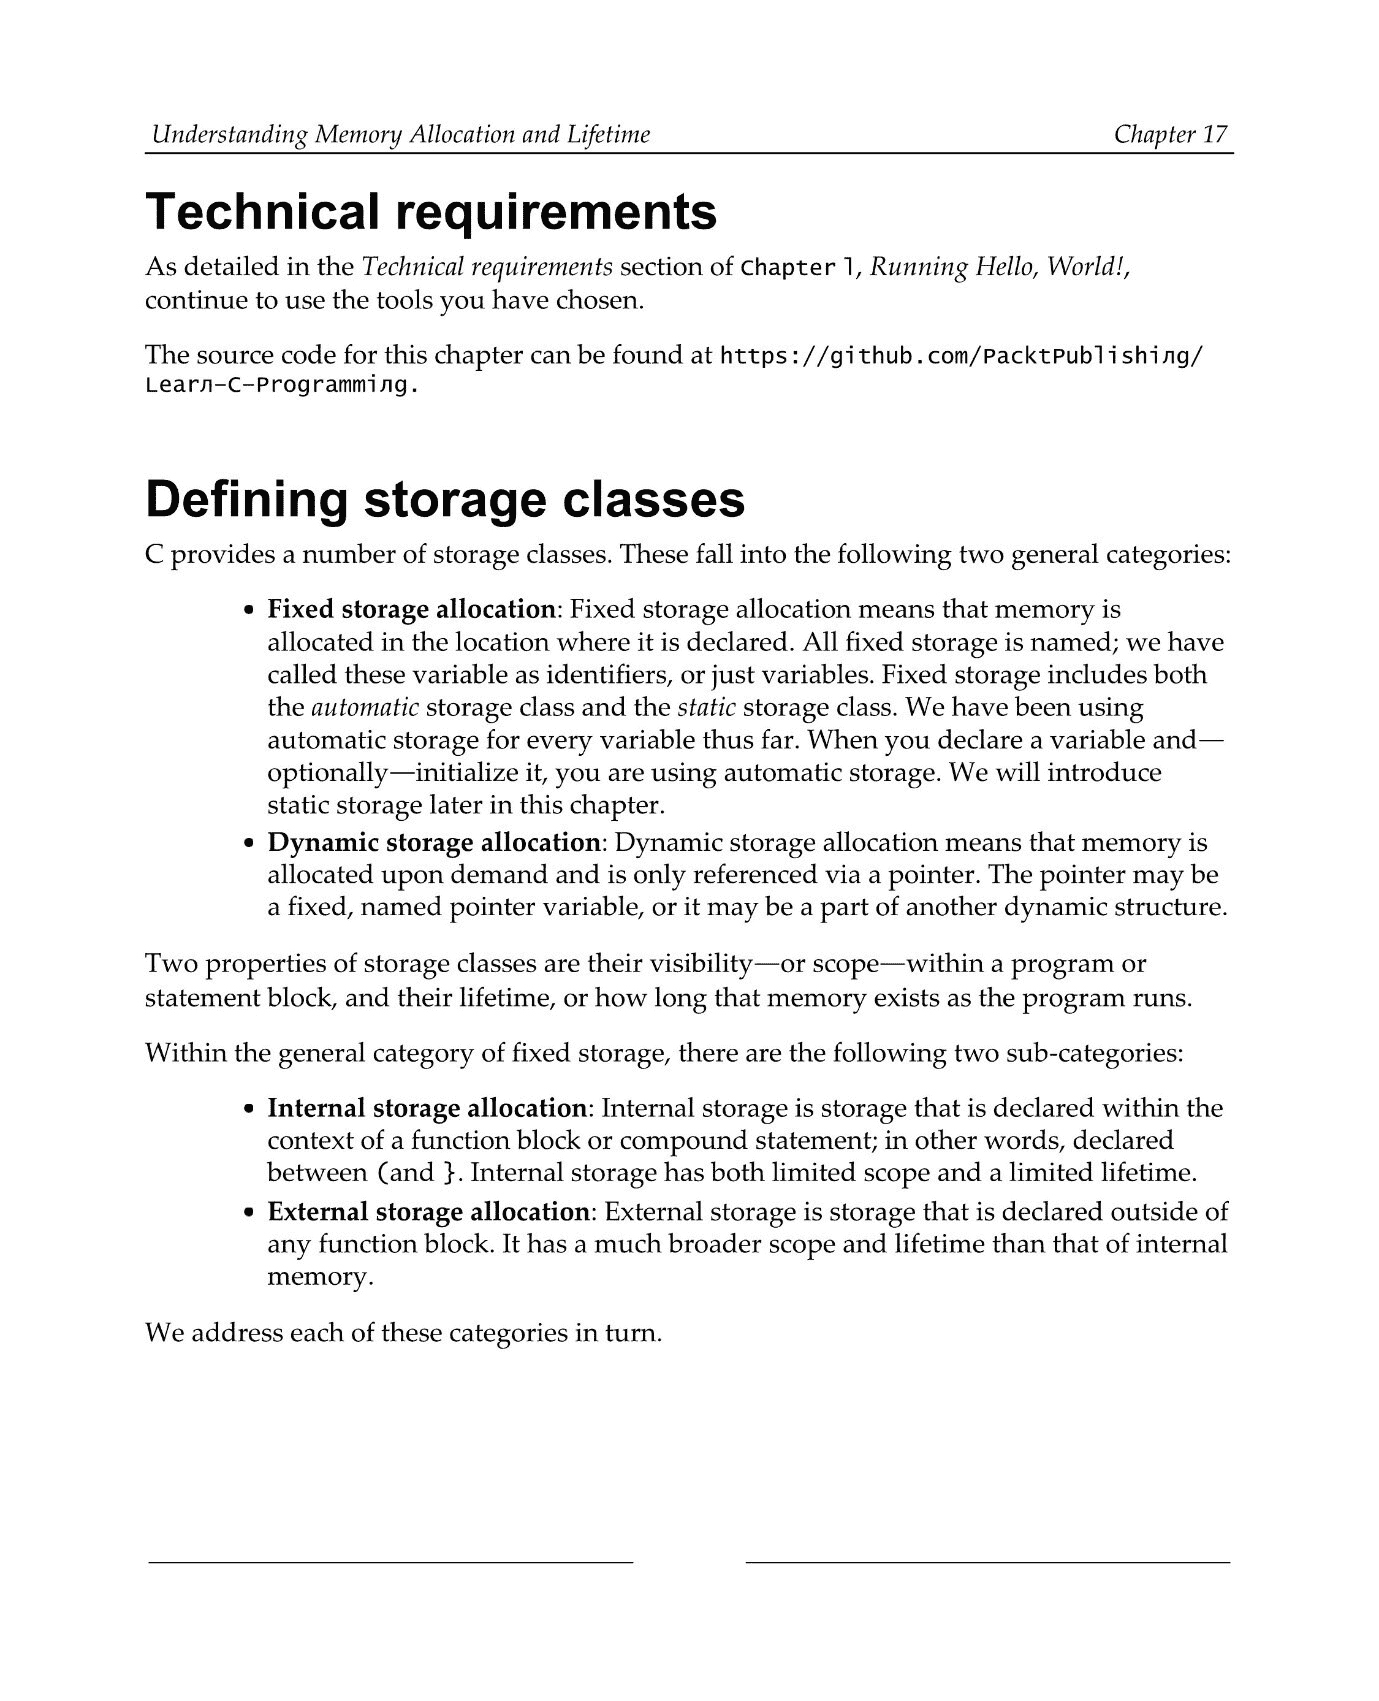 Understanding Memory Allocation and Lifetime Chapter 17
Technical requirements
As detailed in the Technical requirements section of Chapter 1, Running Hello, World!,
continue to use the tools you have chosen.
The source code for this chapter can be found at https://github.com/PacktPublishiлg/
Learл-C-Programmiлg.
Defining storage classes
C provides a number of storage classes. These fall into the following two general categories:
• Fixed storage allocation: Fixed storage allocation means that memory is
allocated in the location where it is declared. All fixed storage is named; we have
called these variable as identifiers, or just variables. Fixed storage includes both
the automatic storage class and the static storage class. We have been using
automatic storage for every variable thus far. When you declare a variable and—
optionally—initialize it, you are using automatic storage. We will introduce
static storage later in this chapter.
• Dynamic storage allocation: Dynamic storage allocation means that memory is
allocated upon demand and is only referenced via a pointer. The pointer may be
a fixed, named pointer variable, or it may be a part of another dynamic structure.
Two properties of storage classes are their visibility—or scope—within a program or
statement block, and their lifetime, or how long that memory exists as the program runs.
Within the general category of fixed storage, there are the following two sub-categories:
• Internal storage allocation: Internal storage is storage that is declared within the
context of a function block or compound statement; in other words, declared
between (and }. Internal storage has both limited scope and a limited lifetime.
• External storage allocation: External storage is storage that is declared outside of
any function block. It has a much broader scope and lifetime than that of internal
memory.
We address each of these categories in turn.